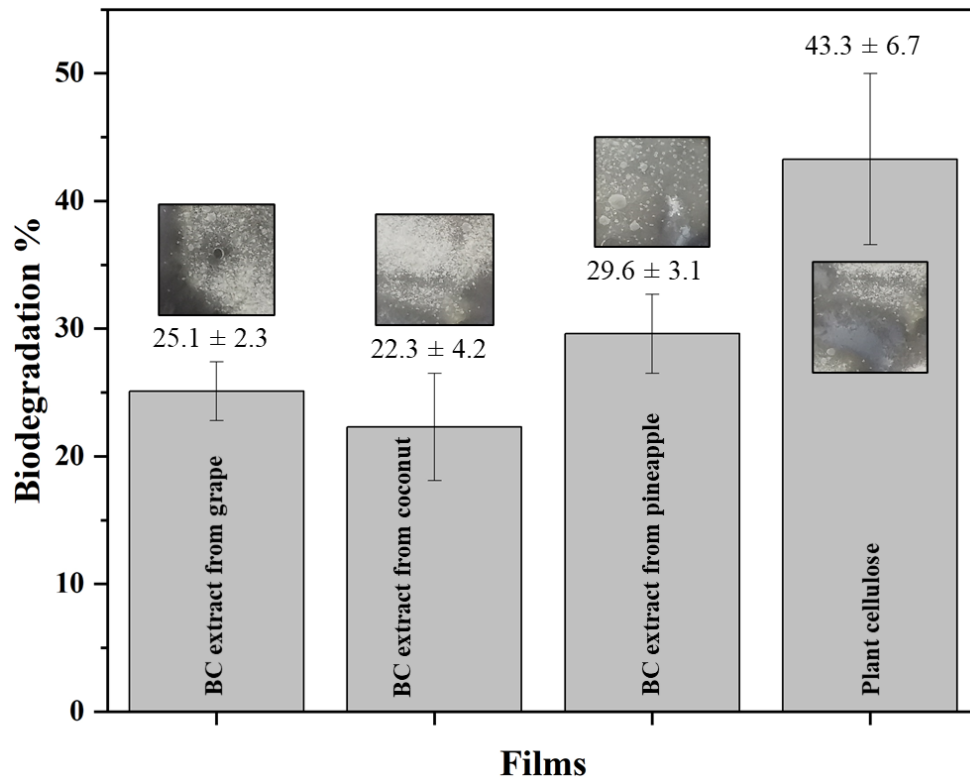 Biodegradation %
50
40
30
20
10
0
25.1 ± 2.3
22.3 ± 4.2
29.6 ± 3.1
43.3 ± 6.7
BC extract from grape
BC extract from coconut
BC extract from pineapple
Plant cellulose
Films